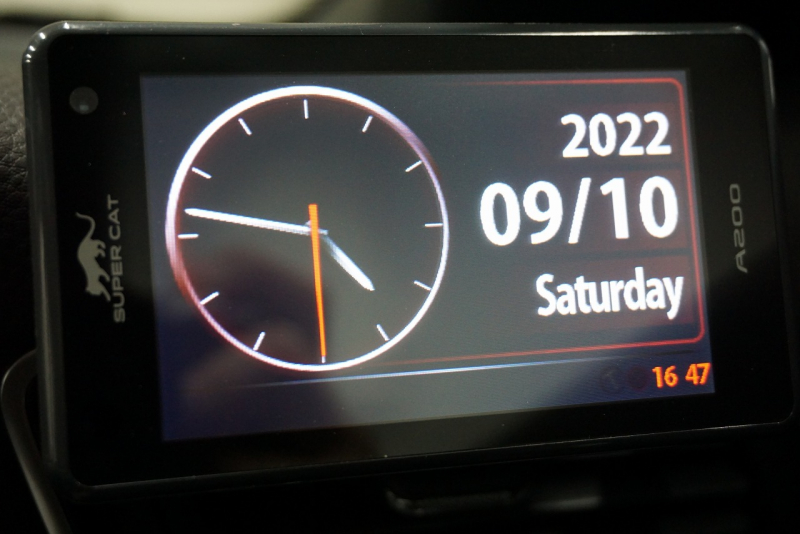 SUPER CAT
2022
09/10
Saturday
16 47
A200